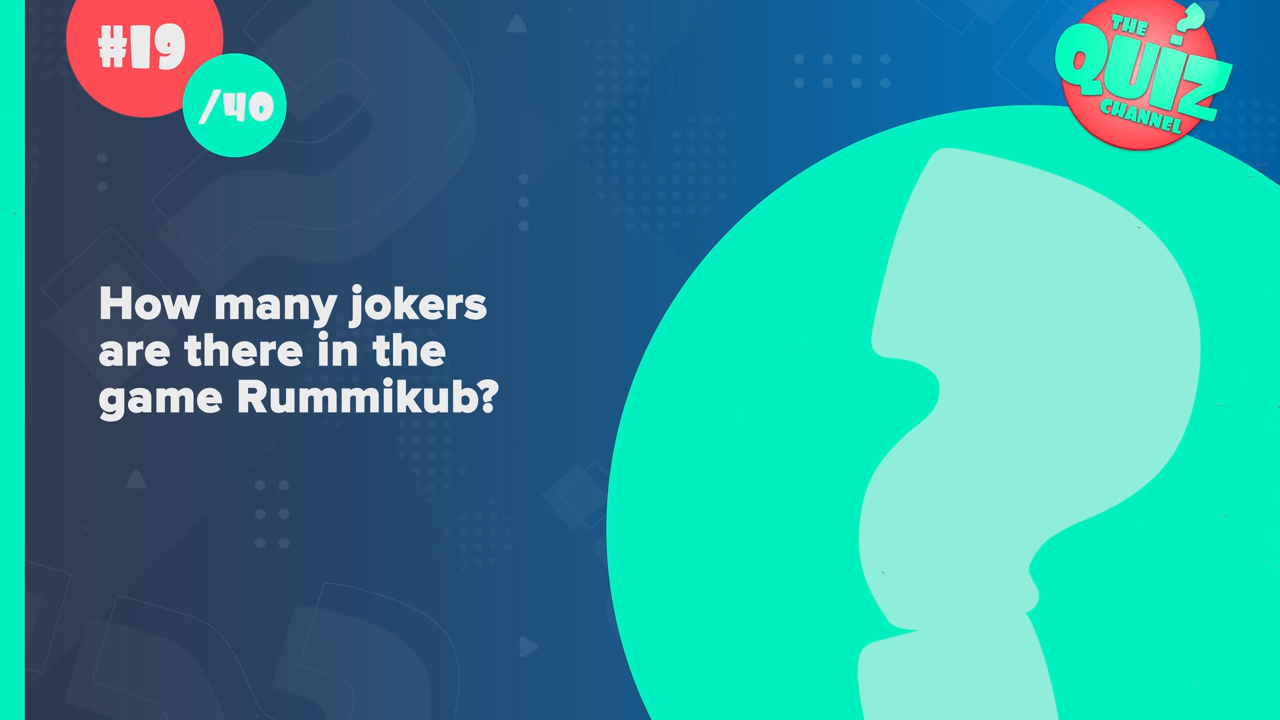 #19
/40
THE
QUIZ
CHANNEL
How many jokers
are there in the
game Rummikub?